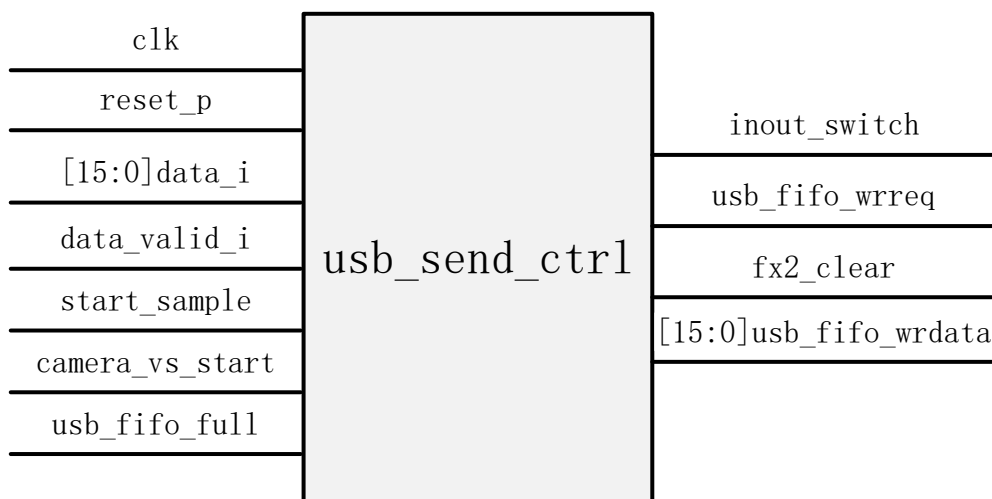 clk
reset_p
[15:0]data_i
data_valid_i
start_sample
camera_vs_start
usb_fifo_full
usb_send_ctrl
inout_switch
usb_fifo_wrreq
fx2_clear
[15:0]usb_fifo_wrdata